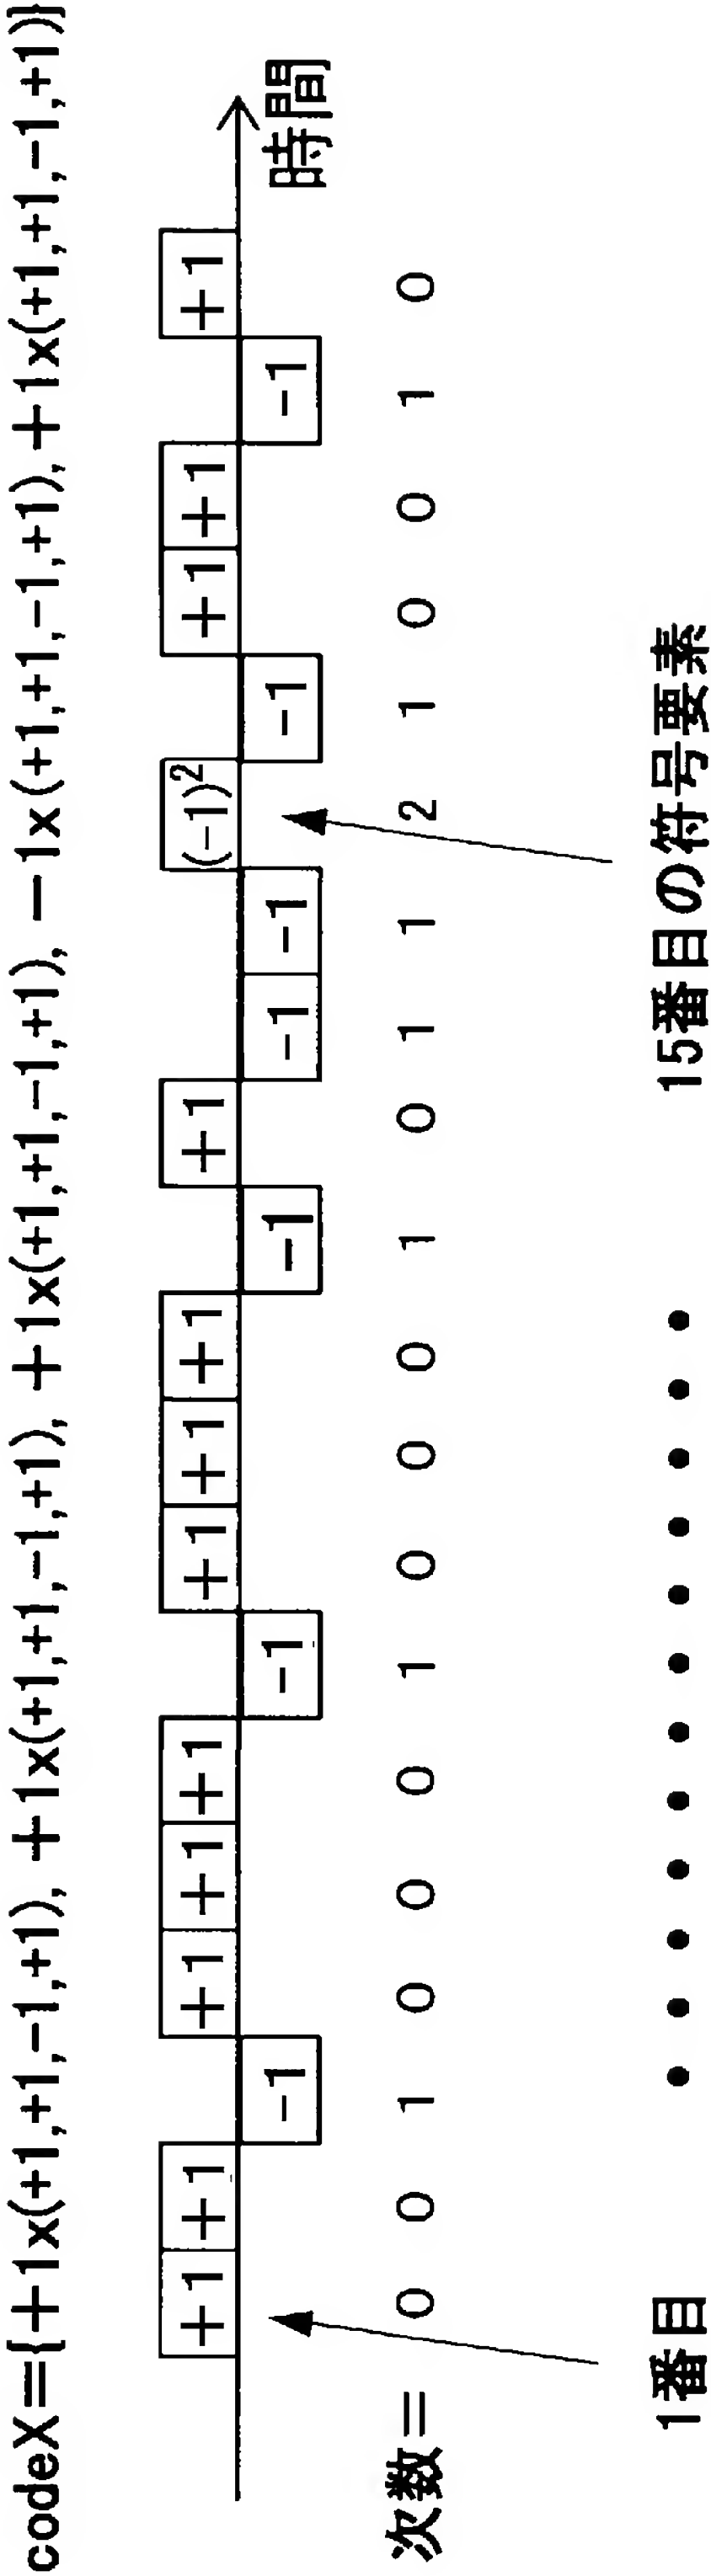 codeX={+1x(+1,+1,−1,+1), +1x(+1,+1,−1,+1), +1x(+1,+1,−1,+1), −1x(+1,+1,−1,+1), +1x(+1,+1,−1,+1)}
+1 +1 −1 +1 +1 +1 −1 +1 +1 +1 −1 +1 −1 −1 (−1)² −1 +1 +1 −1 +1
時間
次数= 0 0 1 0 0 0 1 0 0 0 1 0 1 1 2 1 0 0 1 0
1番目 ・・・・・・・・・・・・ 15番目の符号要素